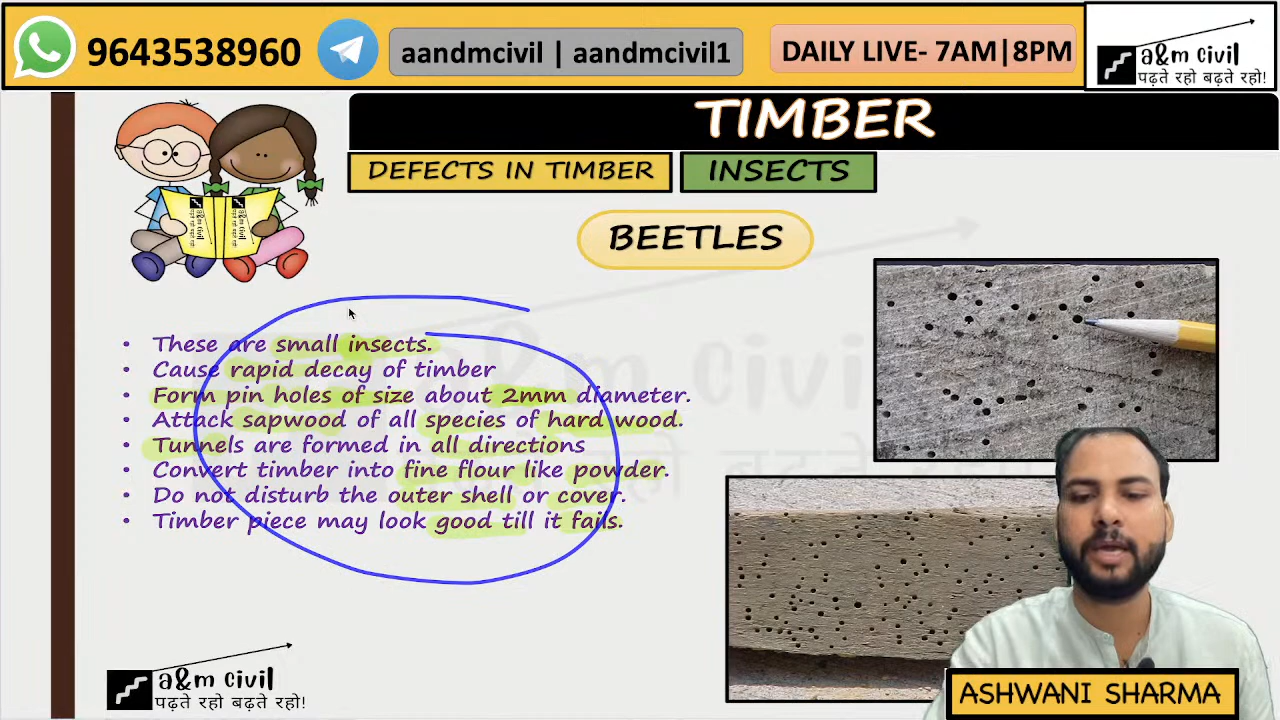 9643538960
aandmcivil | aandmcivil1
DAILY LIVE- 7AM|8PM
a&m civil
पढ़ते रहो बढ़ते रहो!
TIMBER
DEFECTS IN TIMBER
INSECTS
BEETLES
• These are small insects.
• Cause rapid decay of timber
• Form pin holes of size about 2mm diameter.
• Attack sapwood of all species of hard wood.
• Tunnels are formed in all directions
• Convert timber into fine flour like powder.
• Do not disturb the outer shell or cover.
• Timber piece may look good till it fails.
a&m civil
पढ़ते रहो बढ़ते रहो!
ASHWANI SHARMA